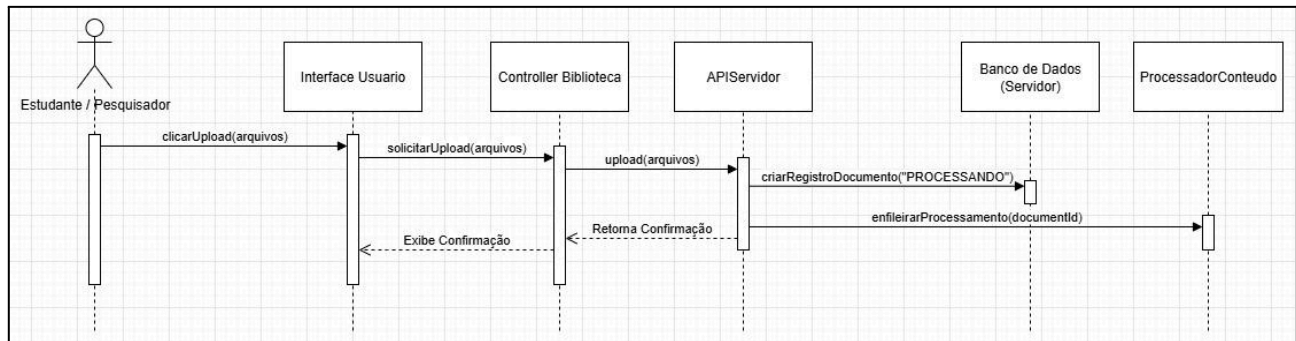 Estudante / Pesquisador
Interface Usuario
Controller Biblioteca
APIServidor
Banco de Dados
(Servidor)
ProcessadorConteudo
clicarUpload(arquivos)
solicitarUpload(arquivos)
upload(arquivos)
criarRegistroDocumento("PROCESSANDO")
enfileirarProcessamento(documentId)
Retorna Confirmação
Exibe Confirmação